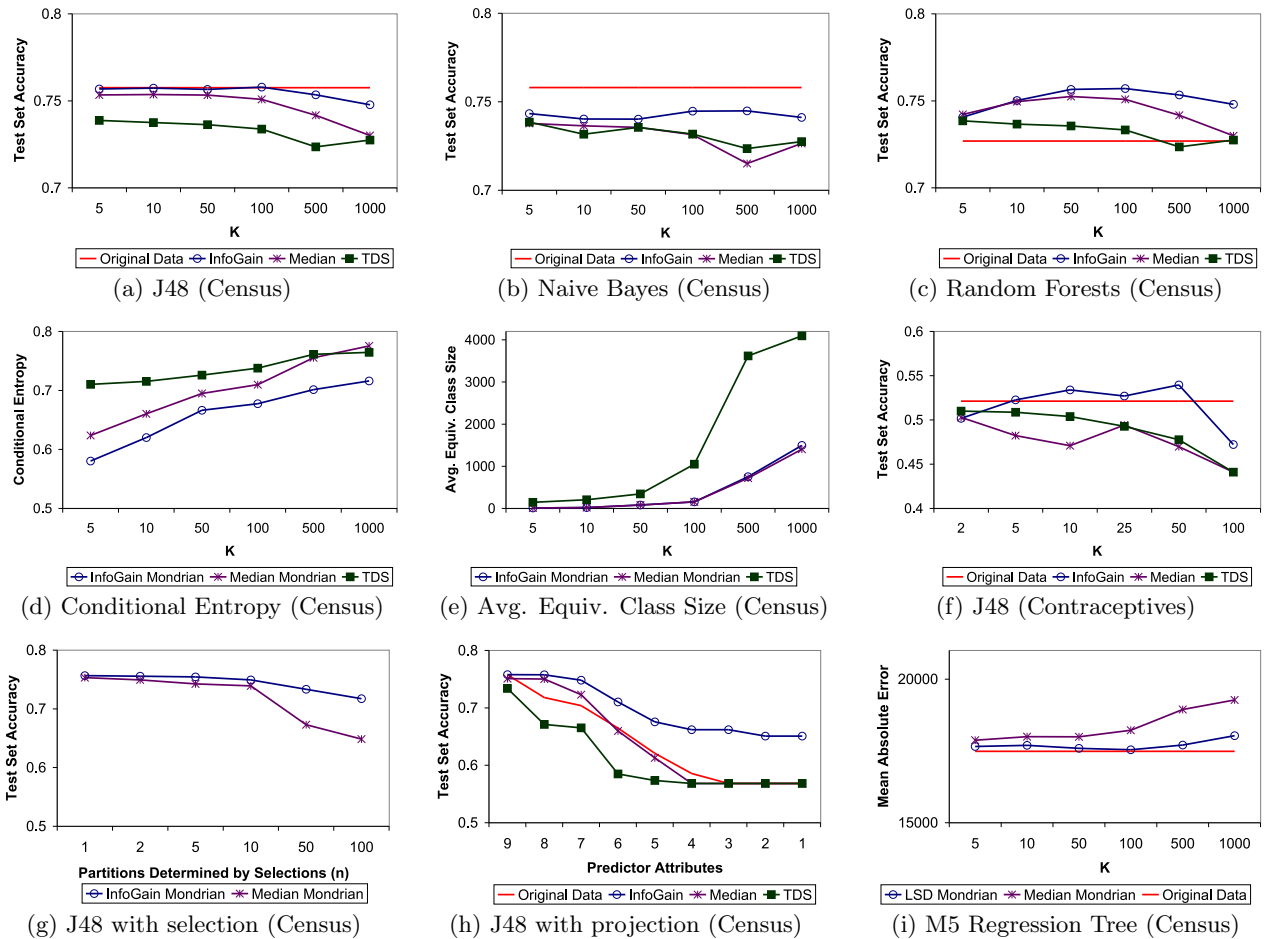 0.8
0.75
0.7
Test Set Accuracy
5 10 50 100 500 1000
K
Original Data InfoGain Median TDS
(a) J48 (Census)
0.8
0.75
0.7
Test Set Accuracy
5 10 50 100 500 1000
K
Original Data InfoGain Median TDS
(b) Naive Bayes (Census)
0.8
0.75
0.7
Test Set Accuracy
5 10 50 100 500 1000
K
Original Data InfoGain Median TDS
(c) Random Forests (Census)
0.8
0.7
0.6
0.5
Conditional Entropy
5 10 50 100 500 1000
K
InfoGain Mondrian Median Mondrian TDS
(d) Conditional Entropy (Census)
4000
3000
2000
1000
0
Avg. Equiv. Class Size
5 10 50 100 500 1000
K
InfoGain Mondrian Median Mondrian TDS
(e) Avg. Equiv. Class Size (Census)
0.6
0.55
0.5
0.45
0.4
Test Set Accuracy
2 5 10 25 50 100
K
Original Data InfoGain Median TDS
(f) J48 (Contraceptives)
0.8
0.7
0.6
0.5
Test Set Accuracy
1 2 5 10 50 100
Partitions Determined by Selections (n)
InfoGain Mondrian Median Mondrian
(g) J48 with selection (Census)
0.8
0.7
0.6
0.5
Test Set Accuracy
9 8 7 6 5 4 3 2 1
Predictor Attributes
Original Data InfoGain Median TDS
(h) J48 with projection (Census)
20000
15000
Mean Absolute Error
5 10 50 100 500 1000
K
LSD Mondrian Median Mondrian Original Data
(i) M5 Regression Tree (Census)